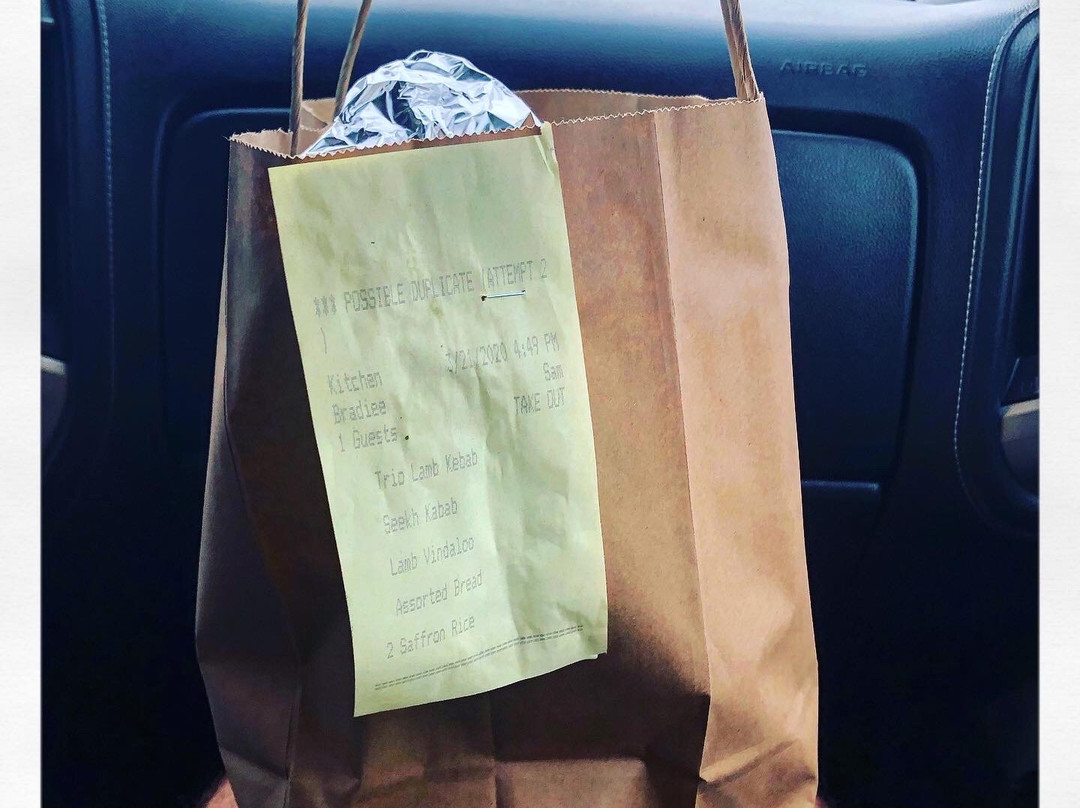 AIRBAG
*** POSSIBLE DUPLICATE (ATTEMPT 2
)
/21/2020 4:49 PM
Kitchen Sam
Bradiee TAKE OUT
1 Guests
Trio Lamb Kebab
Seekh Kabab
Lamb Vindaloo
Assorted Bread
2 Saffron Rice